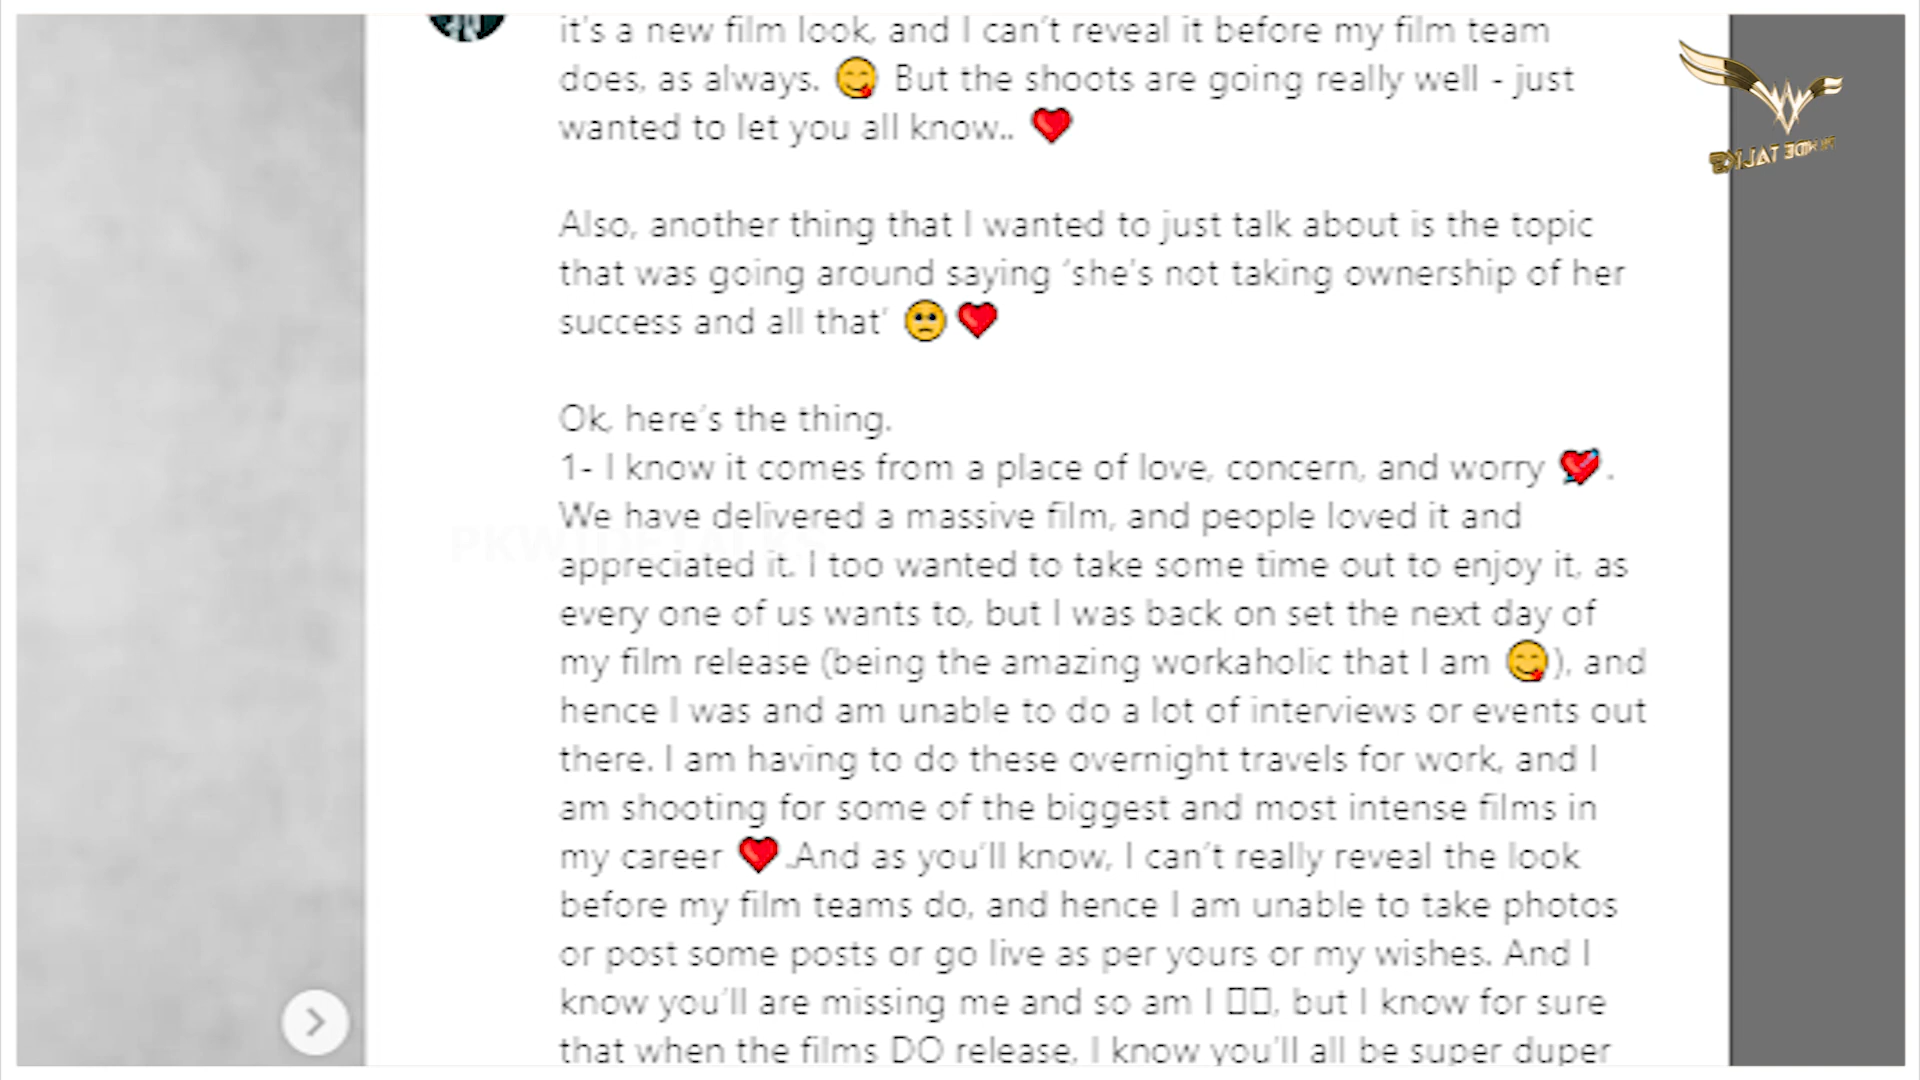 it's a new film look, and I can't reveal it before my film team
does, as always. 😋 But the shoots are going really well - just
wanted to let you all know.. ❤️
Also, another thing that I wanted to just talk about is the topic
that was going around saying ‘she's not taking ownership of her
success and all that’ 🥺❤️
Ok, here's the thing.
1- I know it comes from a place of love, concern, and worry 💘.
We have delivered a massive film, and people loved it and
appreciated it. I too wanted to take some time out to enjoy it, as
every one of us wants to, but I was back on set the next day of
my film release (being the amazing workaholic that I am 😋), and
hence I was and am unable to do a lot of interviews or events out
there. I am having to do these overnight travels for work, and I
am shooting for some of the biggest and most intense films in
my career ❤️.And as you'll know, I can't really reveal the look
before my film teams do, and hence I am unable to take photos
or post some posts or go live as per yours or my wishes. And I
know you'll are missing me and so am I □□, but I know for sure
that when the films DO release, I know you'll all be super duper